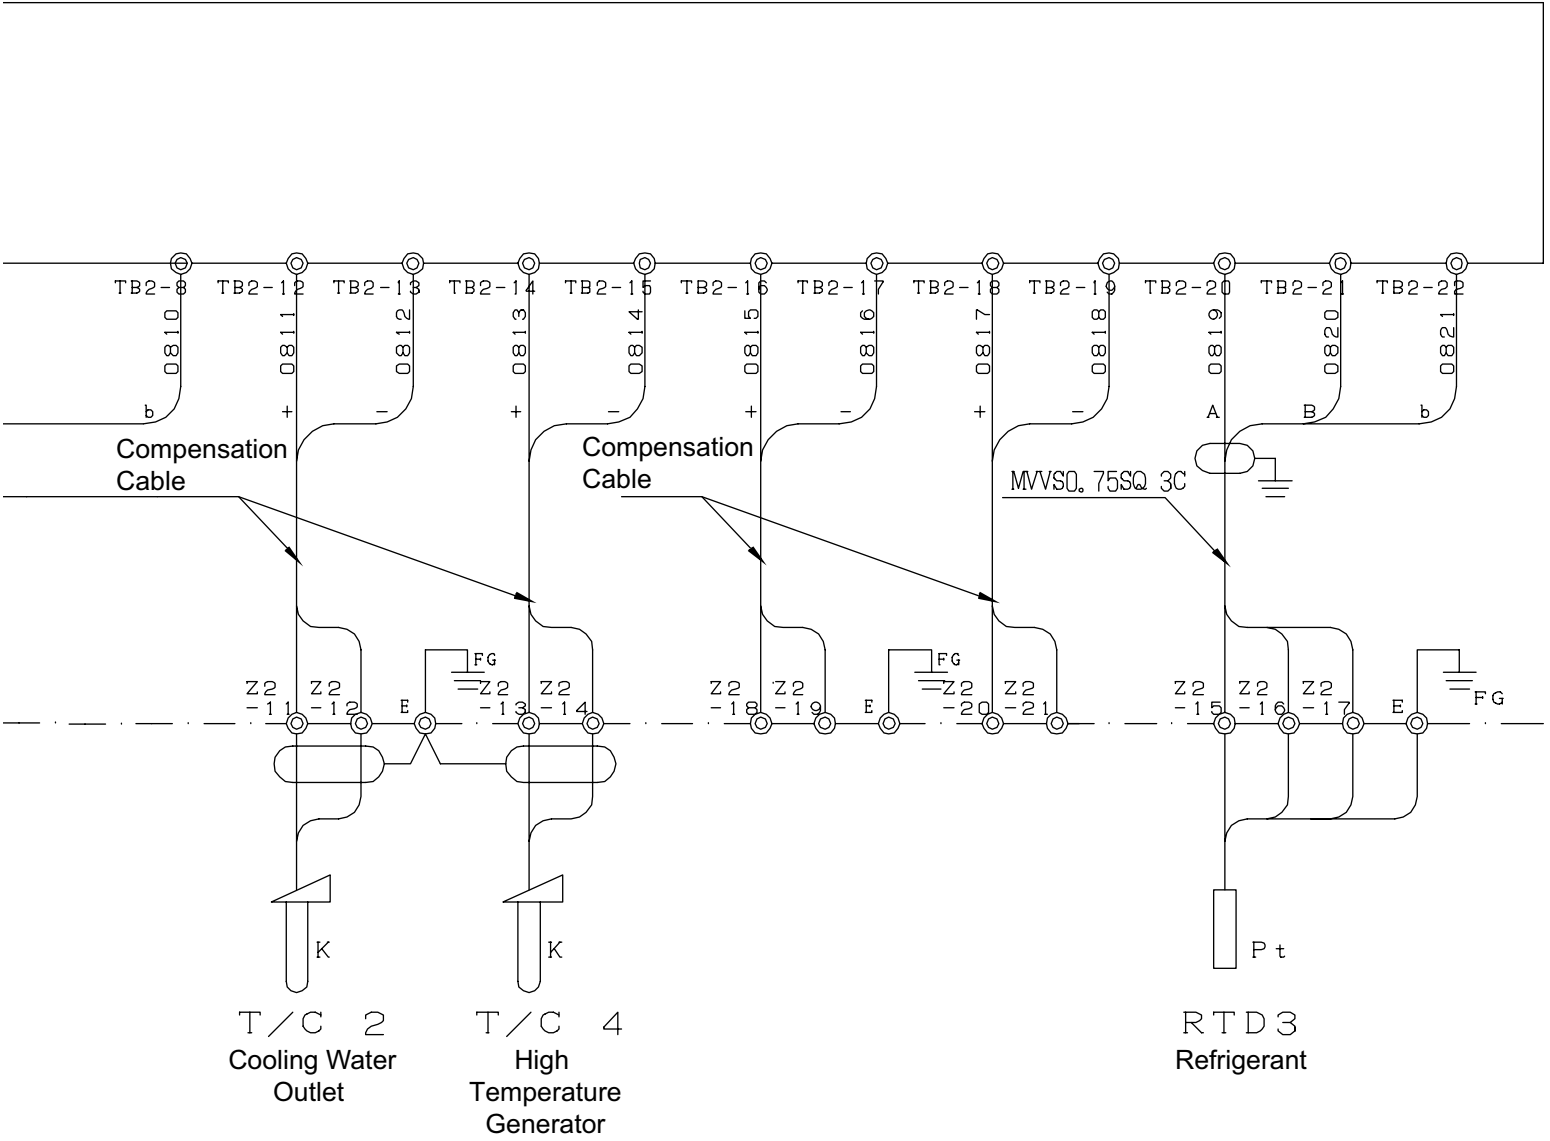 TB2-8 TB2-12 TB2-13 TB2-14 TB2-15 TB2-16 TB2-17 TB2-18 TB2-19 TB2-20 TB2-21 TB2-22
0810 0811 0812 0813 0814 0815 0816 0817 0818 0819 0820 0821
b + - + - + - + - A B b
Compensation
Cable
Compensation
Cable
MVVS0.75SQ 3C
FG FG FG
Z2 Z2 Z2 Z2 Z2 Z2 Z2 Z2 Z2 Z2 Z2
-11 -12 E -13 -14 -18 -19 E -20 -21 -15 -16 -17 E
K K Pt
T/C 2 T/C 4 RTD3
Cooling Water
Outlet
High
Temperature
Generator
Refrigerant